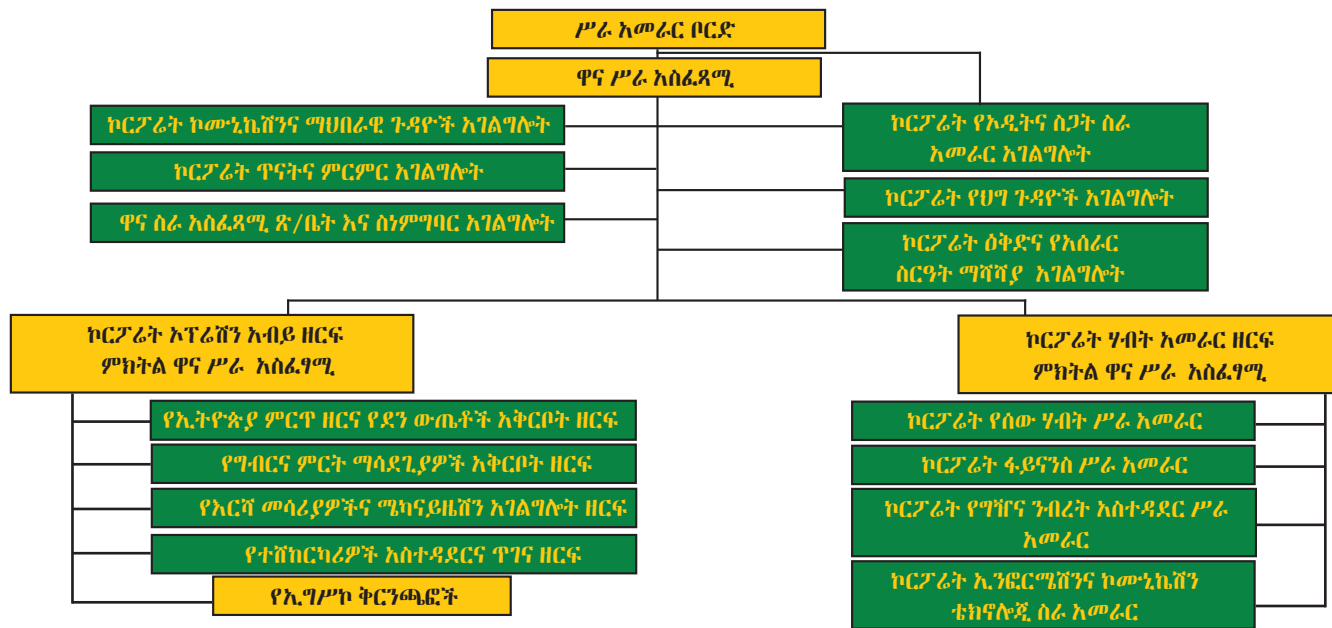 ሥራ አመራር ቦርድ
ዋና ሥራ አስፈጻሚ
ኮርፖሬት ኮሙኒኬሽንና ማህበራዊ ጉዳዮች አገልግሎት
ኮርፖሬት ጥናትና ምርምር አገልግሎት
ዋና ስራ አስፈጻሚ ጽ/ቤት እና ስነምግባር አገልግሎት
ኮርፖሬት የኦዲትና ስጋት ስራ
አመራር አገልግሎት
ኮርፖሬት የህግ ጉዳዮች አገልግሎት
ኮርፖሬት ዕቅድና የአሰራር
ስርዓት ማሻሻያ አገልግሎት
ኮርፖሬት ኦፕሬሽን አብይ ዘርፍ
ምክትል ዋና ሥራ አስፈፃሚ
የኢትዮጵያ ምርጥ ዘርና የደን ውጤቶች አቅርቦት ዘርፍ
የግብርና ምርት ማሳደጊያዎች አቅርቦት ዘርፍ
የእርሻ መሳሪያዎችና ሜካናይዜሽን አገልግሎት ዘርፍ
የተሽከርካሪዎች አስተዳደርና ጥገና ዘርፍ
የኢግሥኮ ቅርንጫፎች
ኮርፖሬት ሃብት አመራር ዘርፍ
ምክትል ዋና ሥራ አስፈፃሚ
ኮርፖሬት የሰው ሃብት ሥራ አመራር
ኮርፖሬት ፋይናንስ ሥራ አመራር
ኮርፖሬት የግዥና ንብረት አስተዳደር ሥራ
አመራር
ኮርፖሬት ኢንፎርሜሽንና ኮሙኒኬሽን
ቴክኖሎጂ ስራ አመራር